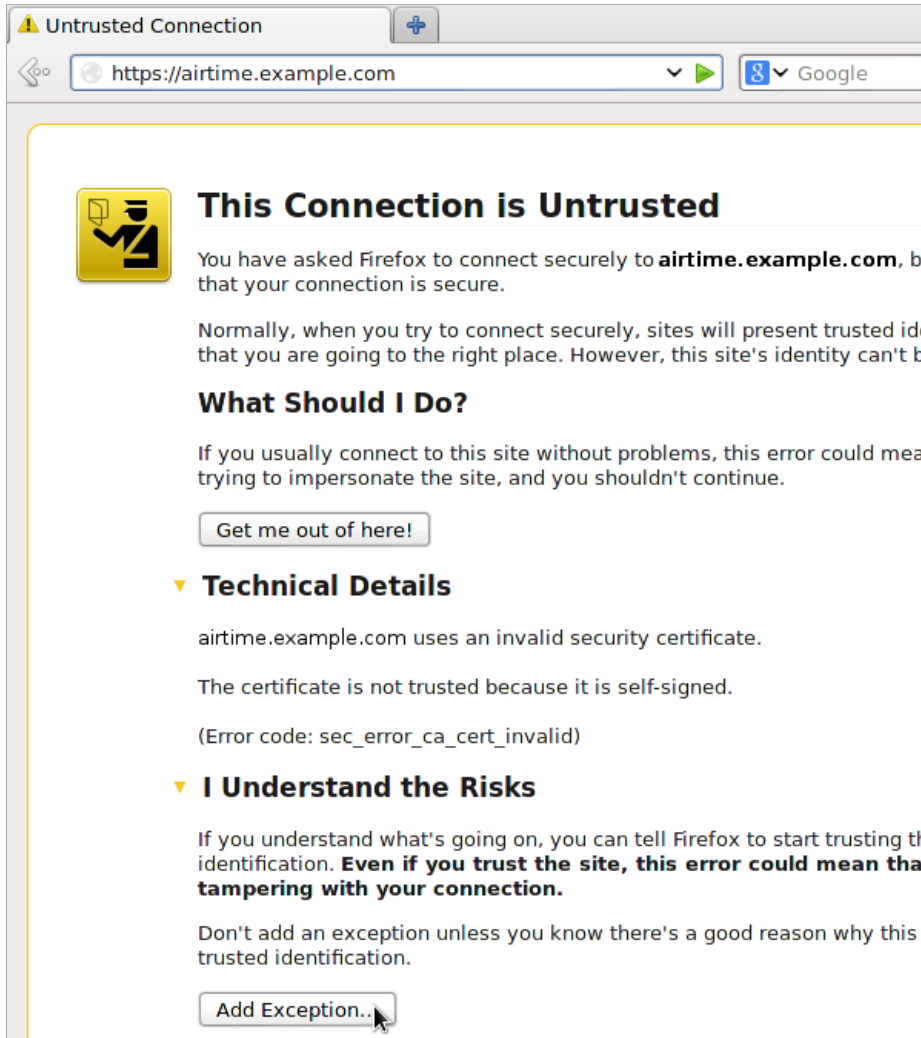 Untrusted Connection
https://airtime.example.com
8 Google
This Connection is Untrusted
You have asked Firefox to connect securely to airtime.example.com, b
that your connection is secure.
Normally, when you try to connect securely, sites will present trusted ide
that you are going to the right place. However, this site's identity can't b
What Should I Do?
If you usually connect to this site without problems, this error could mea
trying to impersonate the site, and you shouldn't continue.
Get me out of here!
Technical Details
airtime.example.com uses an invalid security certificate.
The certificate is not trusted because it is self-signed.
(Error code: sec_error_ca_cert_invalid)
I Understand the Risks
If you understand what's going on, you can tell Firefox to start trusting th
identification. Even if you trust the site, this error could mean tha
tampering with your connection.
Don't add an exception unless you know there's a good reason why this
trusted identification.
Add Exception...